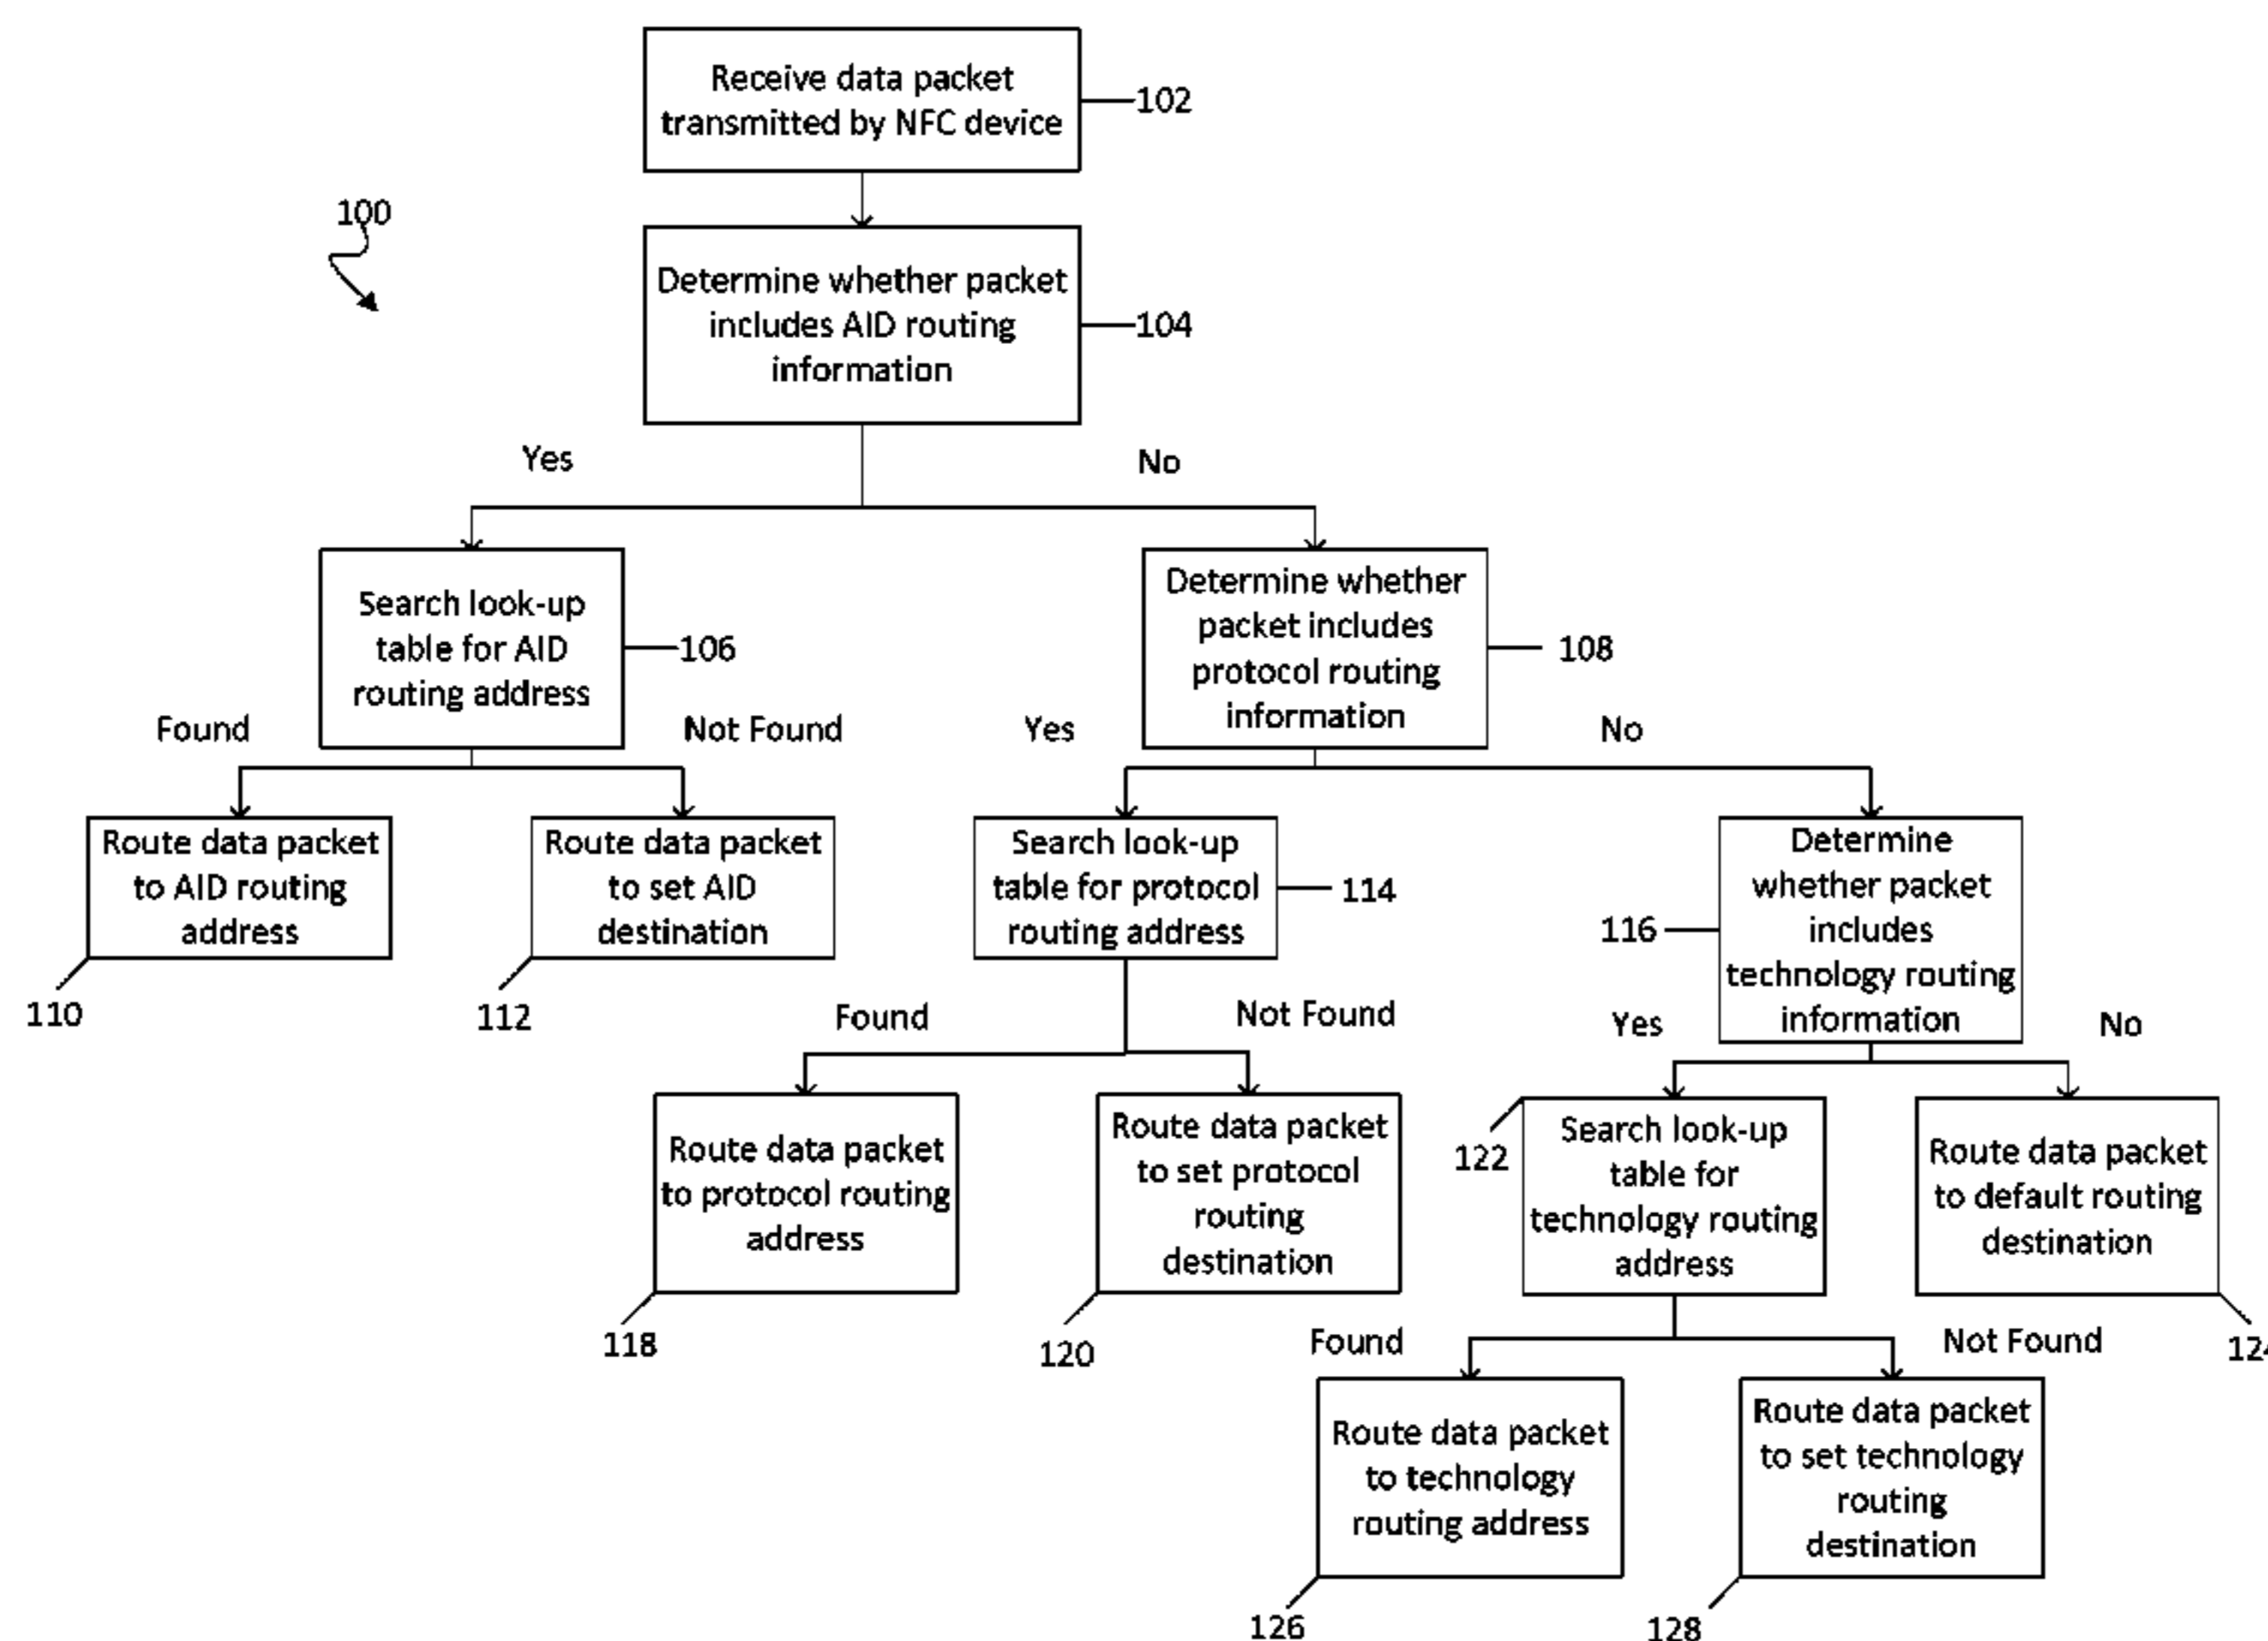 Receive data packet
transmitted by NFC device
102
100
Determine whether packet
includes AID routing
information
104
Yes
No
Search look-up
table for AID
routing address
106
Determine whether
packet includes
protocol routing
information
108
Found
Not Found
Yes
No
Route data packet
to AID routing
address
110
Route data packet
to set AID
destination
112
Search look-up
table for protocol
routing address
114
Determine
whether packet
includes
technology routing
information
116
Found
Not Found
Yes
No
Route data packet
to protocol routing
address
118
Route data packet
to set protocol
routing
destination
120
Search look-up
table for
technology routing
address
122
Route data packet
to default routing
destination
124
Found
Not Found
Route data packet
to technology
routing address
126
Route data packet
to set technology
routing
destination
128